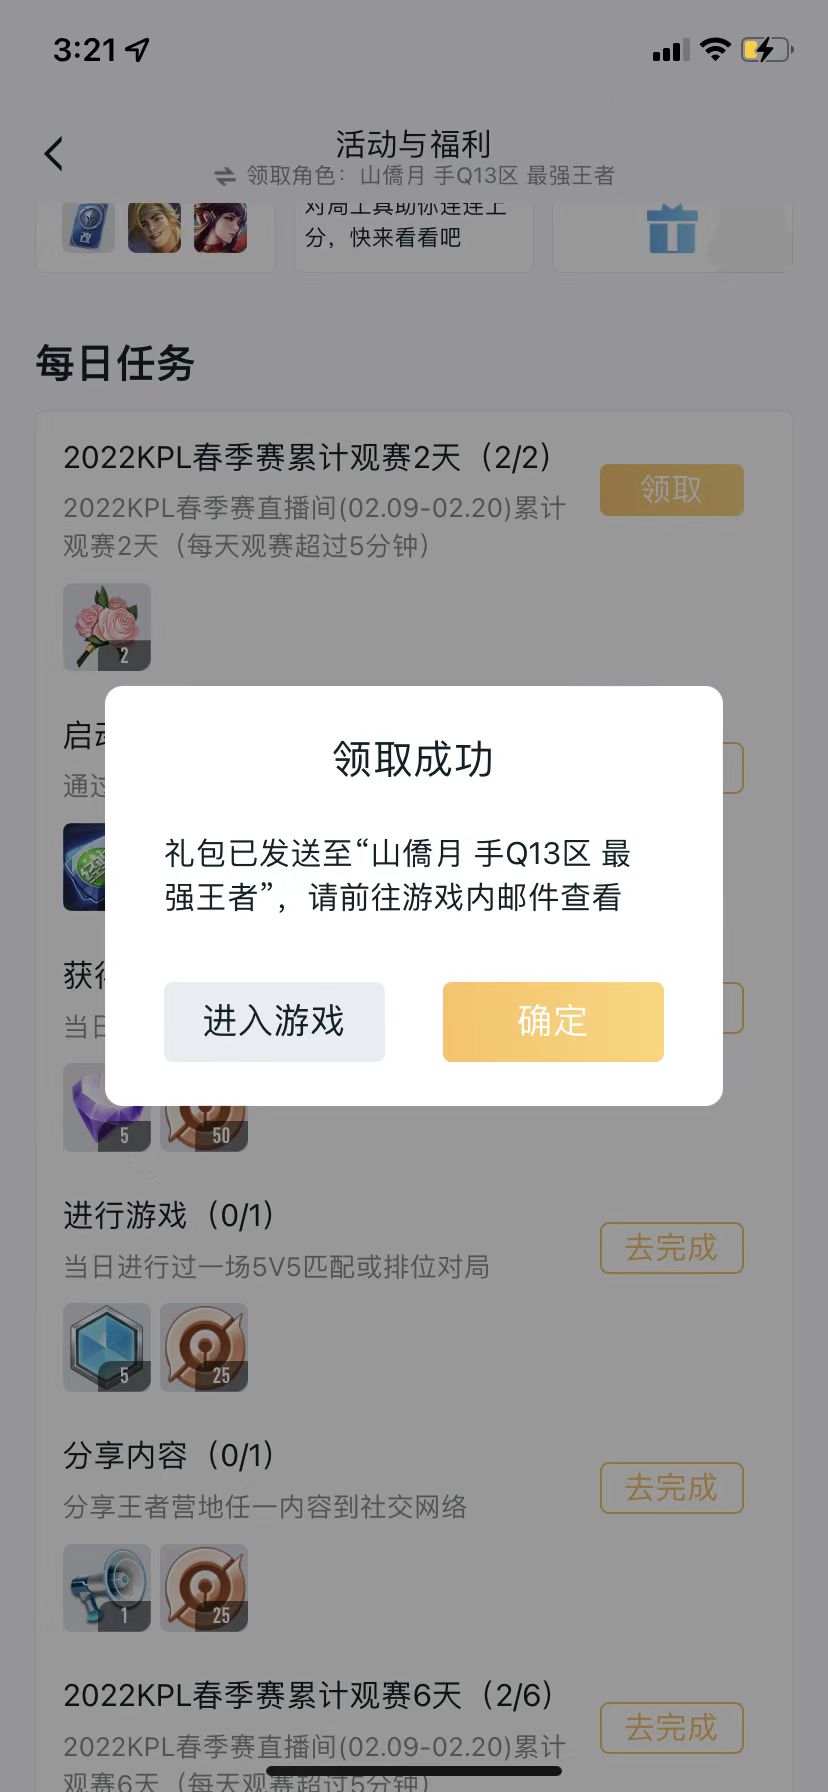 3:21
活动与福利
领取角色：山僑月 手Q13区 最强王者
改
对局工具助你连连上
分，快来看看吧
每日任务
2022KPL春季赛累计观赛2天（2/2）
领取
2022KPL春季赛直播间(02.09-02.20)累计
观赛2天（每天观赛超过5分钟）
2
启动
通过
领取成功
礼包已发送至“山僑月 手Q13区 最
强王者”，请前往游戏内邮件查看
进入游戏
确定
获得
当日
5
50
进行游戏（0/1）
去完成
当日进行过一场5V5匹配或排位对局
5
25
分享内容（0/1）
去完成
分享王者营地任一内容到社交网络
1
25
2022KPL春季赛累计观赛6天（2/6）
去完成
2022KPL春季赛直播间(02.09-02.20)累计
观赛6天（每天观赛超过5分钟）